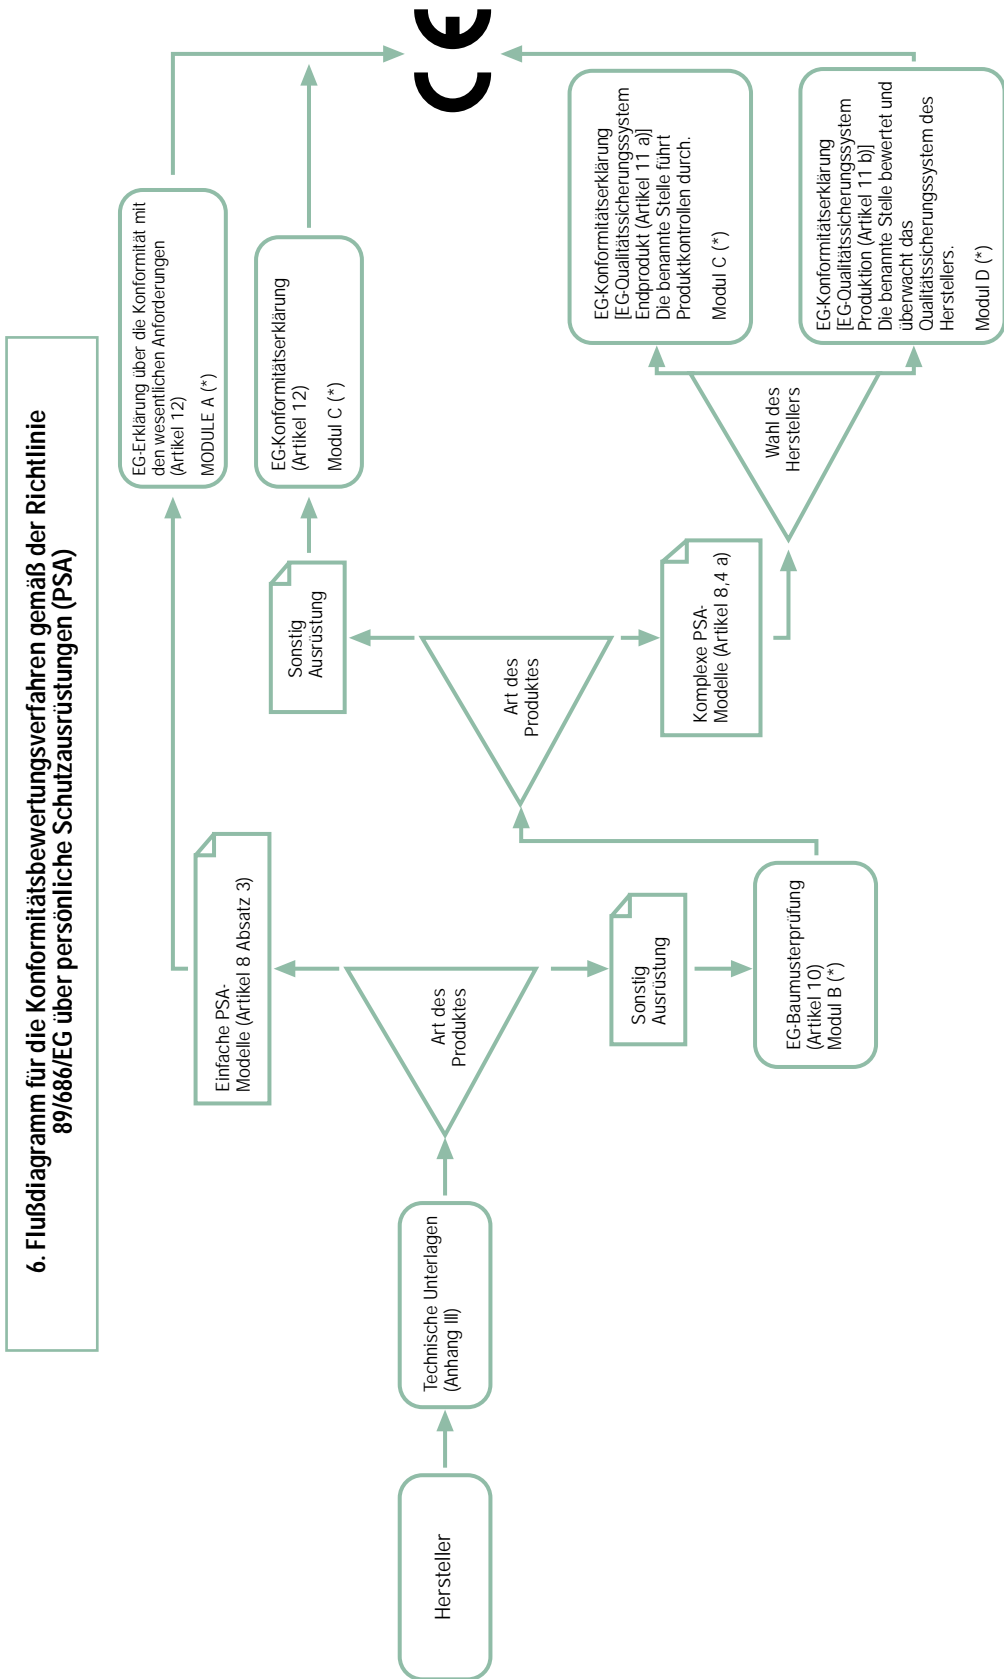 6. Flußdiagramm für die Konformitätsbewertungsverfahren gemäß der Richtlinie
89/686/EG über persönliche Schutzausrüstungen (PSA)
Hersteller
Technische Unterlagen
(Anhang III)
Art des
Produktes
Einfache PSA-
Modelle (Artikel 8 Absatz 3)
Sonstig
Ausrüstung
EG-Baumusterprüfung
(Artikel 10)
Modul B (*)
Art des
Produktes
Sonstig
Ausrüstung
Komplexe PSA-
Modelle (Artikel 8,4 a)
Wahl des
Herstellers
EG-Erklärung über die Konformität mit
den wesentlichen Anforderungen
(Artikel 12)
MODULE A (*)
EG-Konformitätserklärung
(Artikel 12)
Modul C (*)
EG-Konformitätserklärung
[EG-Qualitätssicherungssystem
Endprodukt (Artikel 11 a)]
Die benannte Stelle führt
Produktkontrollen durch.
Modul C (*)
EG-Konformitätserklärung
[EG-Qualitätssicherungssystem
Produktion (Artikel 11 b)]
Die benannte Stelle bewertet und
überwacht das
Qualitätssicherungssystem des
Herstellers.
Modul D (*)
CE